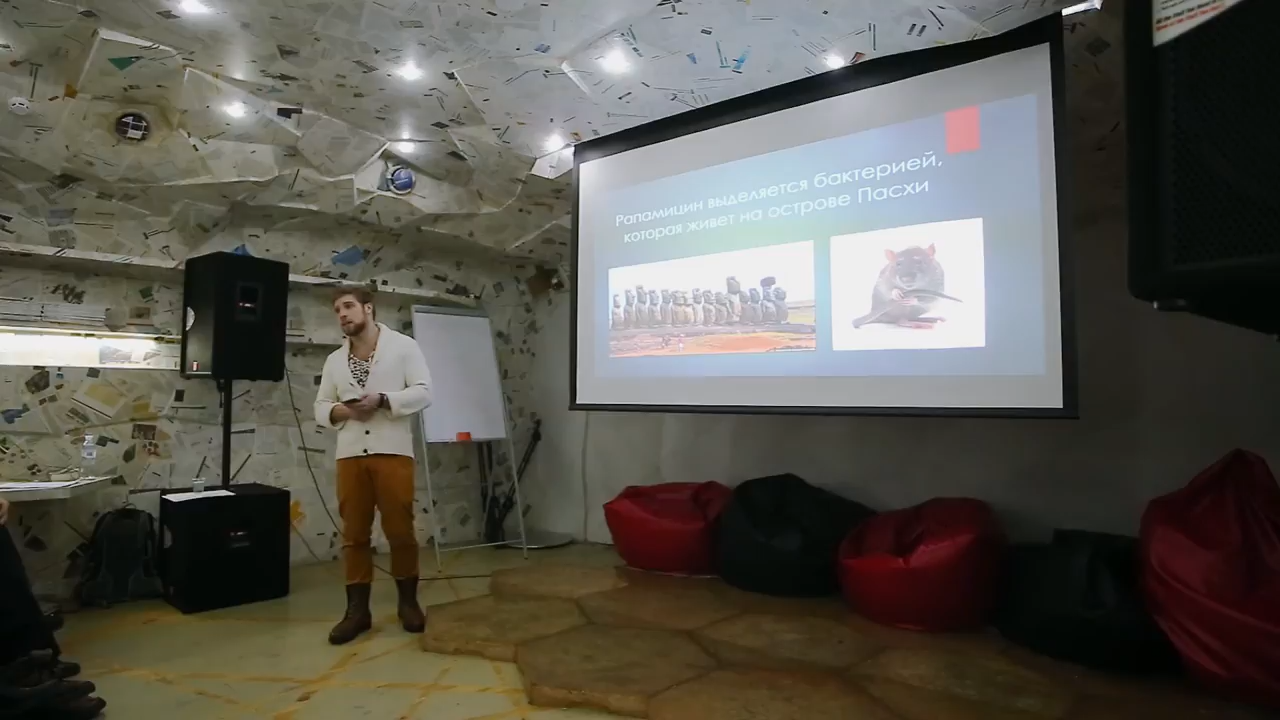 Рапамицин выделяется бактерией,
которая живет на острове Пасхи